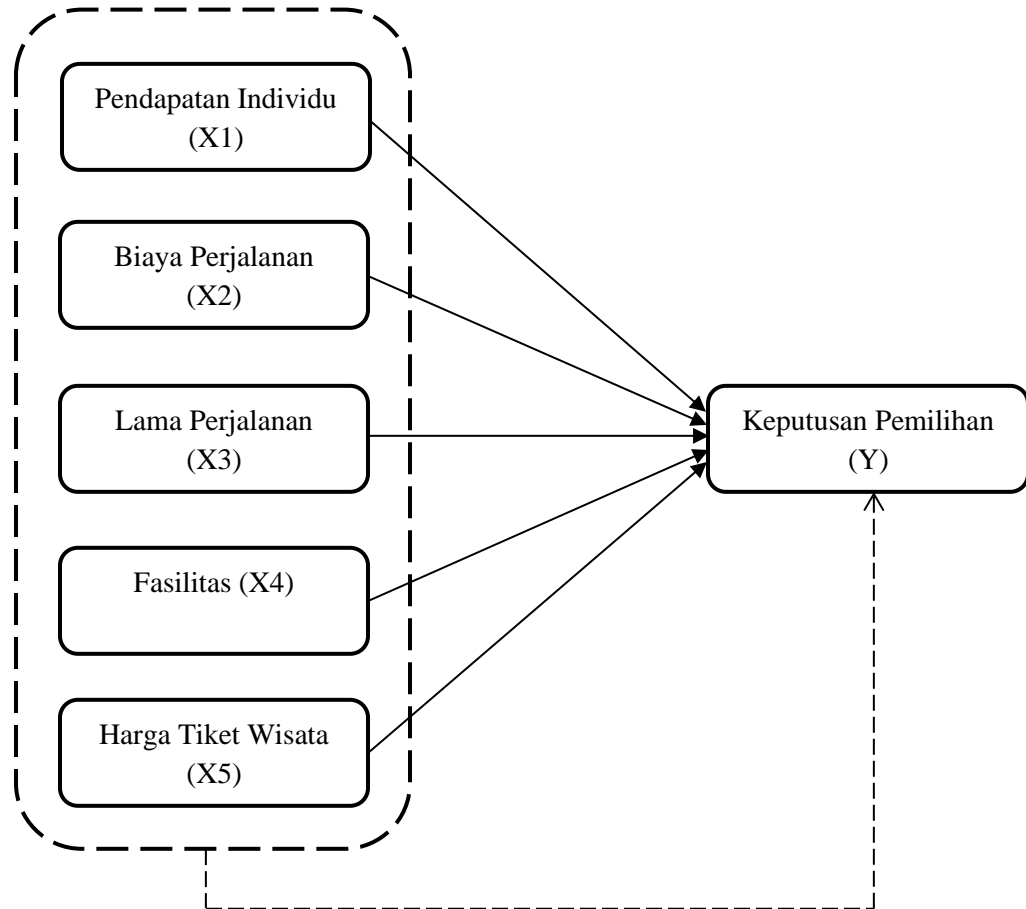 Pendapatan Individu
(X1)
Biaya Perjalanan
(X2)
Lama Perjalanan
(X3)
Keputusan Pemilihan
(Y)
Fasilitas (X4)
Harga Tiket Wisata
(X5)